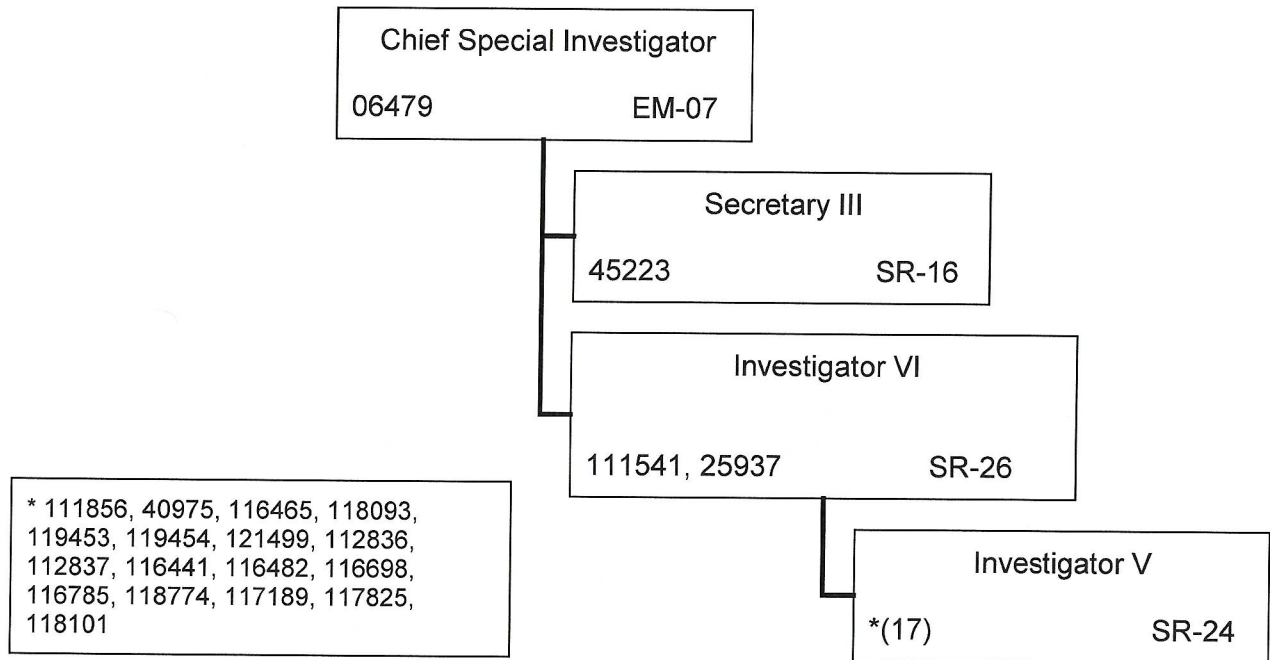 Chief Special Investigator
06479 EM-07
Secretary III
45223 SR-16
Investigator VI
111541, 25937 SR-26
* 111856, 40975, 116465, 118093,
119453, 119454, 121499, 112836,
112837, 116441, 116482, 116698,
116785, 118774, 117189, 117825,
118101
Investigator V
*(17) SR-24